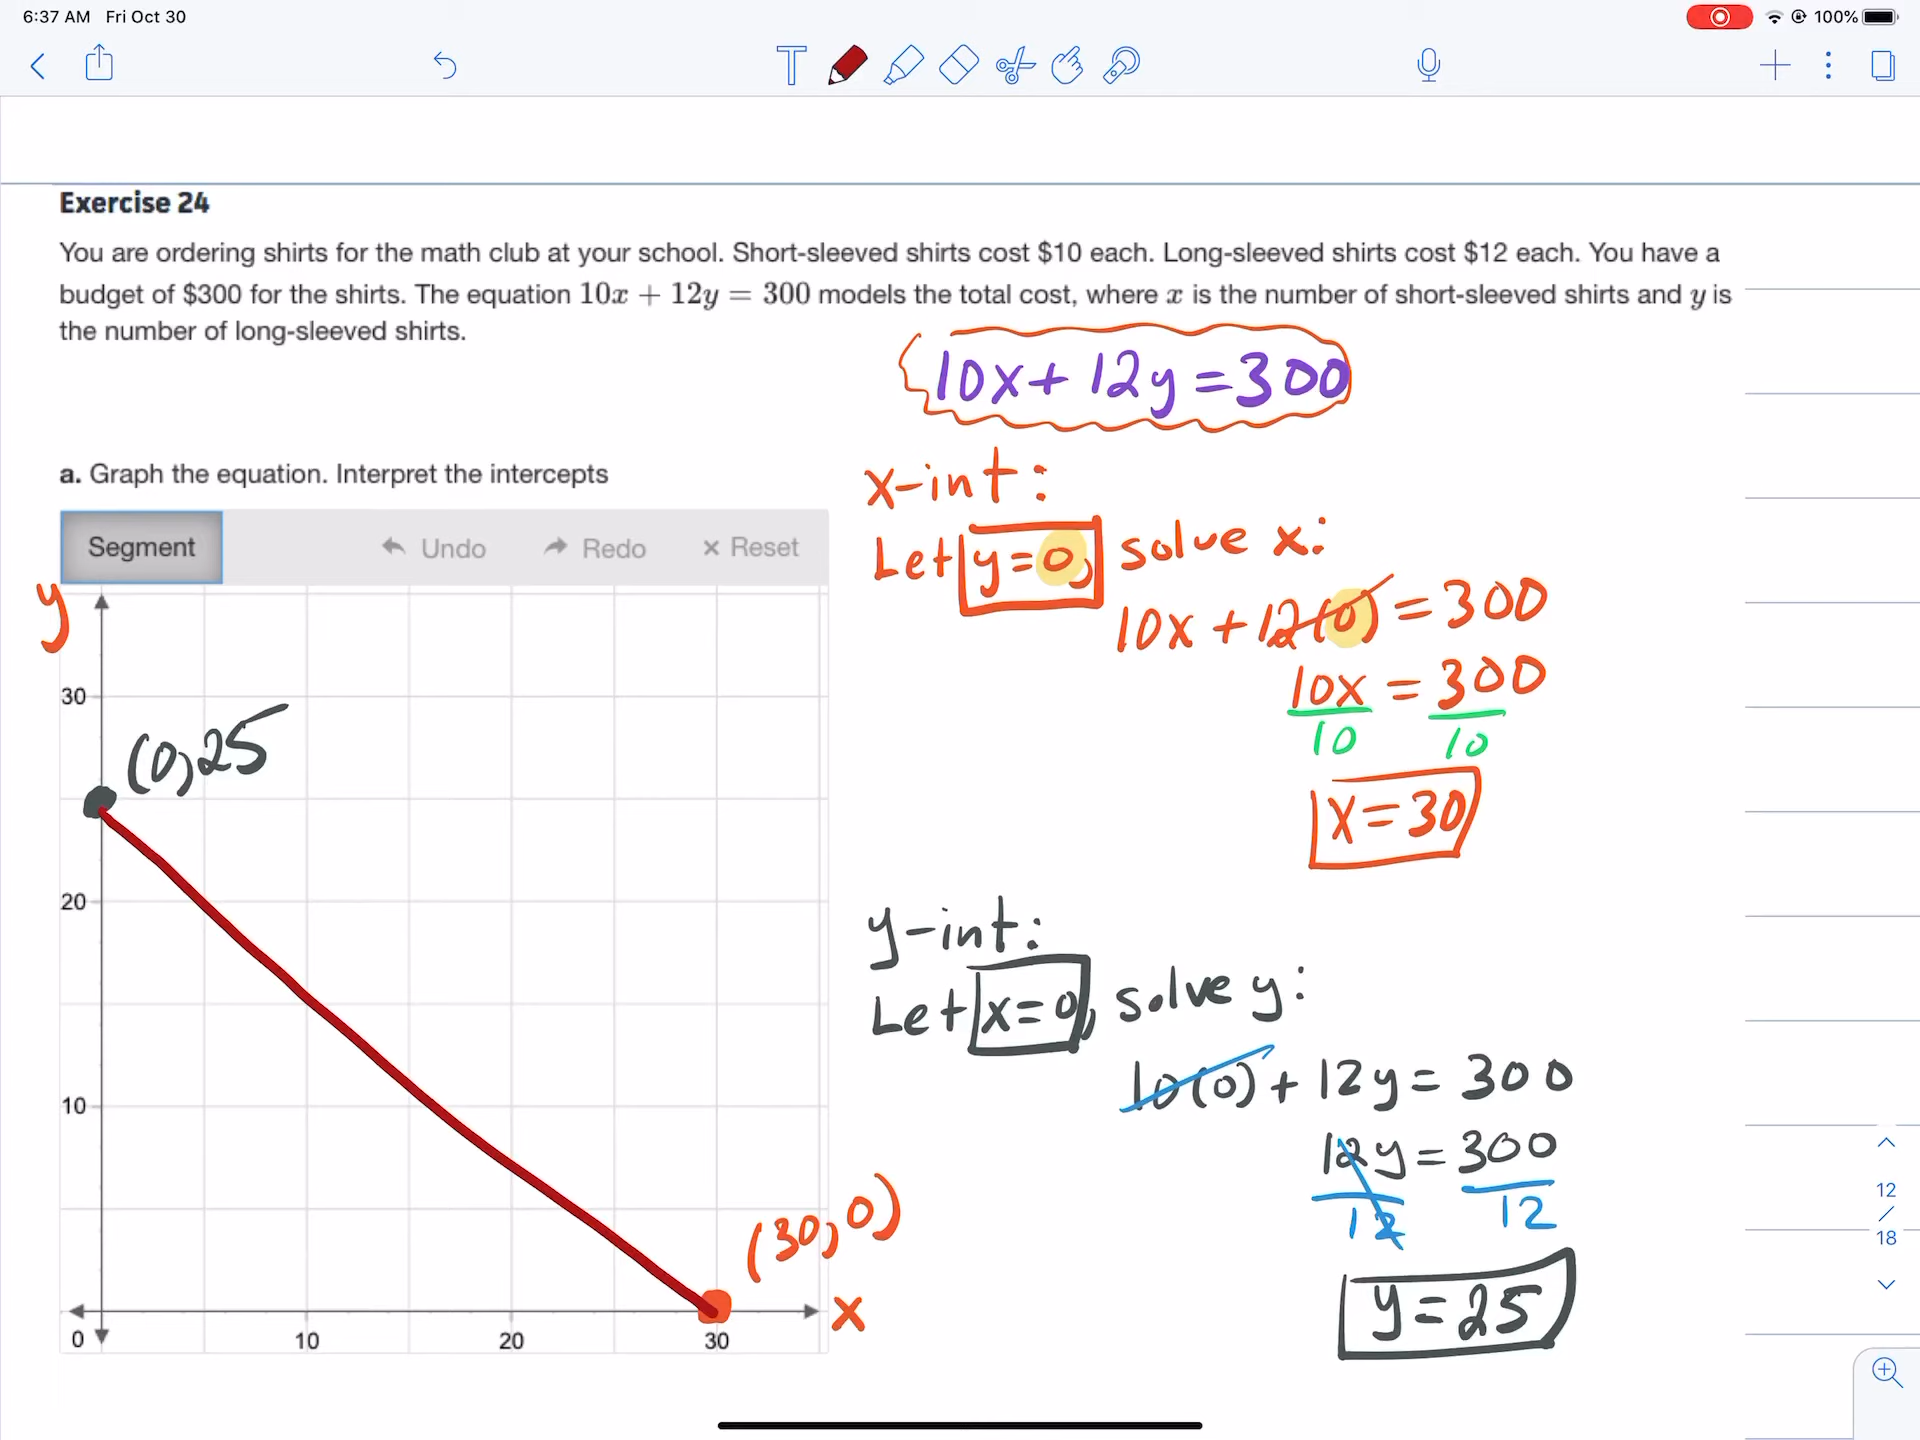 6:37 AM Fri Oct 30
100%
T
Exercise 24
You are ordering shirts for the math club at your school. Short-sleeved shirts cost $10 each. Long-sleeved shirts cost $12 each. You have a
budget of $300 for the shirts. The equation 10x + 12y = 300 models the total cost, where x is the number of short-sleeved shirts and y is
the number of long-sleeved shirts.
10x + 12y = 300
a. Graph the equation. Interpret the intercepts
Segment Undo Redo × Reset
y
30
(0,25
20
10
(30,0)
x
0 10 20 30
x-int:
Let y=0, solve x:
10x + 12(0) = 300
10x = 300
10 10
x = 30
y-int:
Let x=0, solve y:
10(0) + 12y = 300
12y = 300
12 12
y = 25
12
/
18